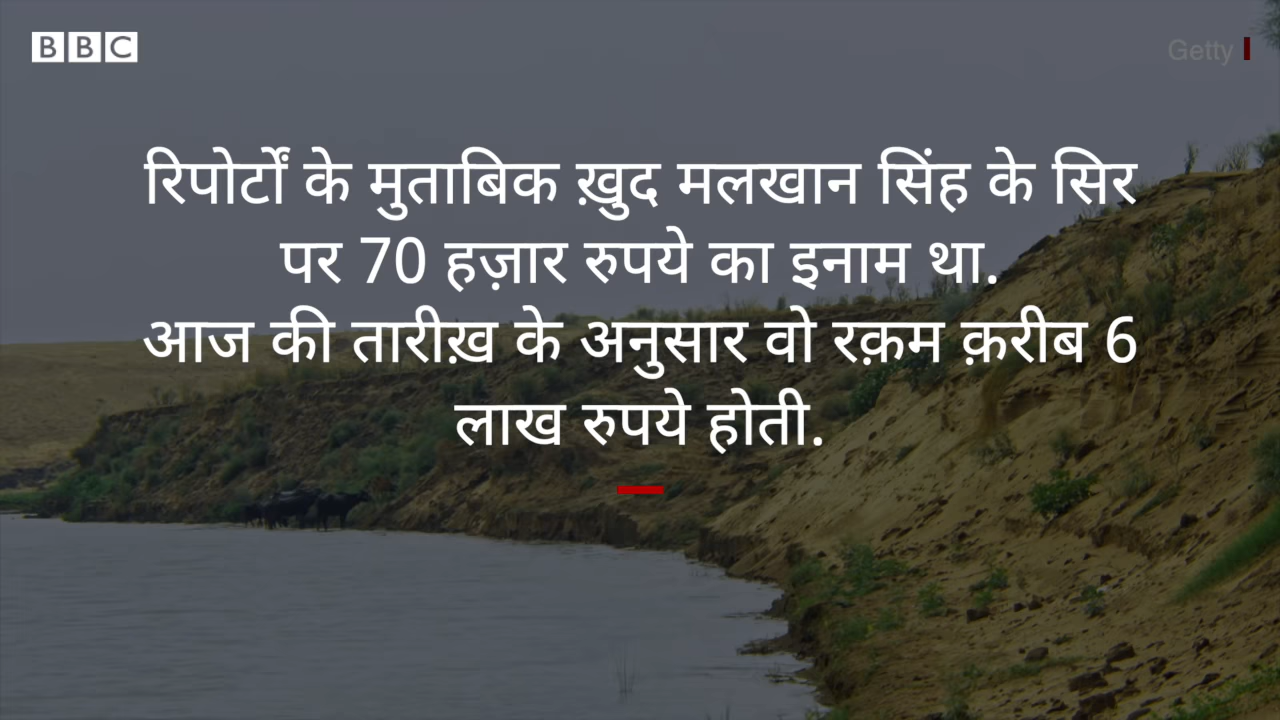 BBC
Getty
रिपोर्टों के मुताबिक ख़ुद मलखान सिंह के सिर
पर 70 हज़ार रुपये का इनाम था.
आज की तारीख़ के अनुसार वो रक़म क़रीब 6
लाख रुपये होती.